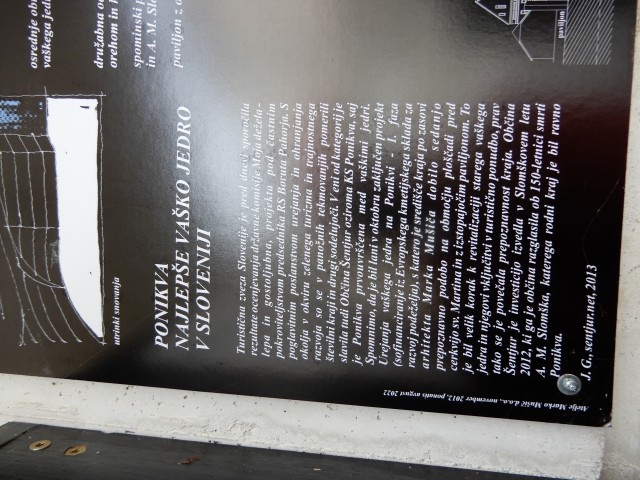 osrednje
vaškega
družabna
orehom in
spominski
in A. M.
paviljon z
paviljon
utrinki snovanja
PONIKVA
NAJLEPŠE VAŠKO JEDRO
V SLOVENIJI
Turistična zveza Slovenije je pred dnevi sporočila
rezultate ocenjevanja državne komisije Moja dežela -
lepa in gostoljubna, projekta pod častnim
pokroviteljstvom predsednika RS Boruta Pahorja. S
poglavitnim poslanstvom urejanja in ohranjanja
okolja v okviru zelenega turizma in trajnostnega
razvoja so se v panožnih tekmovanjih pomerili
številni kraji in drugi sodelujoči. V eni od kategorij je
slavila tudi Občina Šentjur oziroma KS Ponikva, saj
je Ponikva prvouvrščena med vaškimi jedri.
Spomnimo, da je bil lani v oktobru zaključen projekt
Urejanja vaškega jedra na Ponikvi - 1. faza
(sofinanciranje iz Evropskega kmetijskega sklada za
razvoj podeželja), s katero je središče kraja po zasovi
arhitekta Marka Mušiča dobilo sedanjo
prepoznavno podobo na območju ploščadi pred
cerkvijo sv. Martina in z izstopajočim paviljonom. To
je bil velik korak k revitalizaciji starega vaškega
jedra in njegovi vključitvi v turistično ponudbo, prav
tako se je povečala prepoznavnost kraja. Občina
Šentjur je investicijo izvedla v Slomškovem letu
2012, ki ga je občina razglasila ob 150-letnici smrti
A. M. Slomška, katerega rodni kraj je bil ravno
Ponikva.
J. G., sentjur.net, 2013
Atelje Marko Mušič d.o.o., november 2012, ponatis avgust 2022